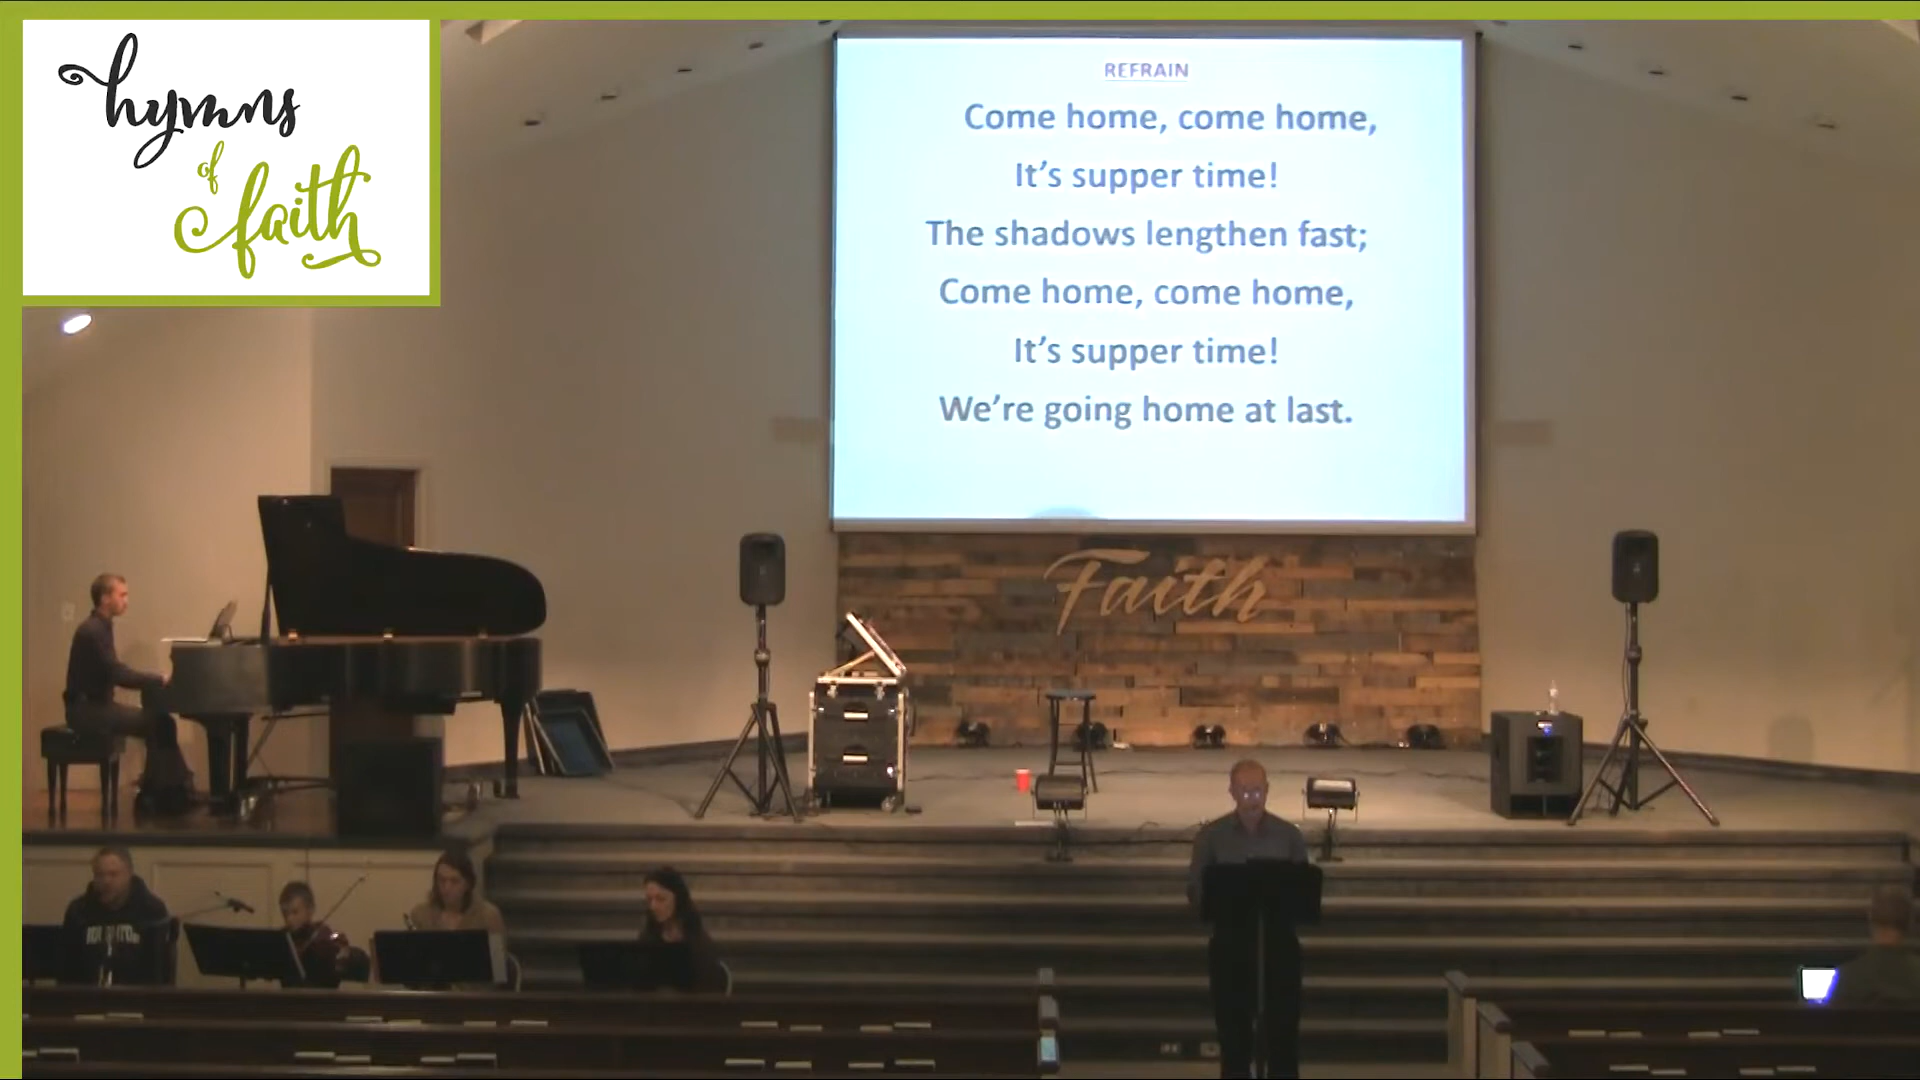 hymns
of
faith
REFRAIN
Come home, come home,
It's supper time!
The shadows lengthen fast;
Come home, come home,
It's supper time!
We're going home at last.
Faith